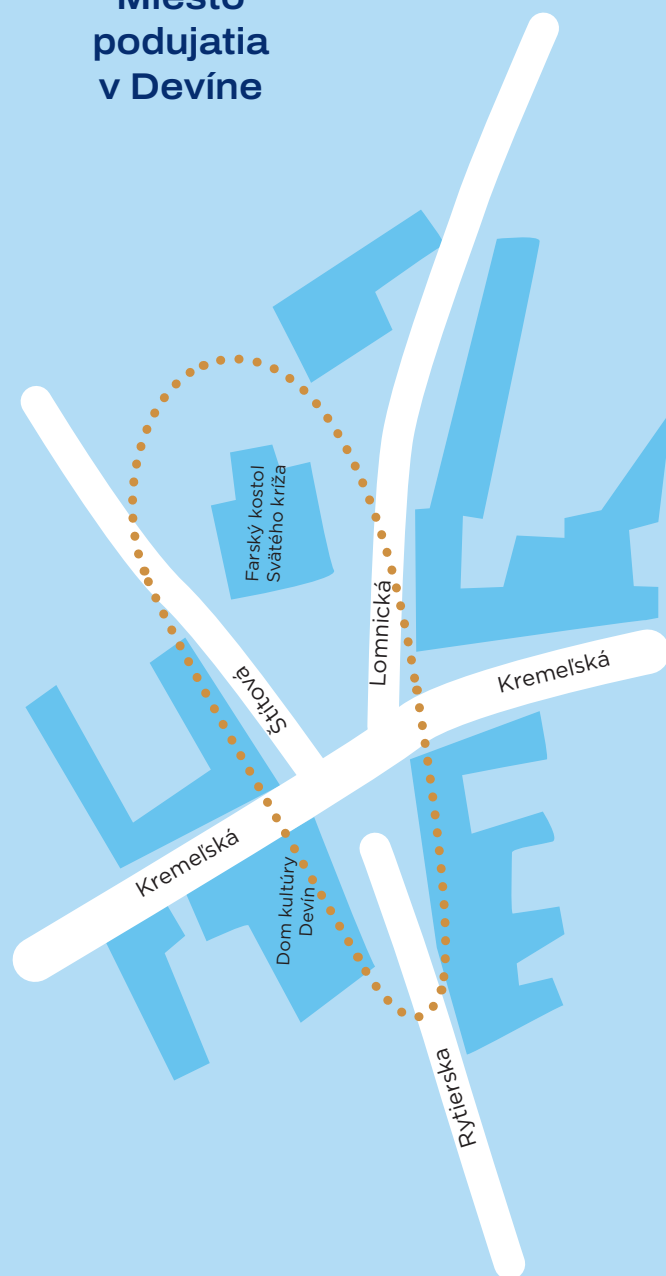 Miesto
podujatia
v Devíne
Farský kostol
Svätého kríža
Lomnická
Kremeľská
Štítová
Kremeľská
Dom kultúry
Devín
Rytierska